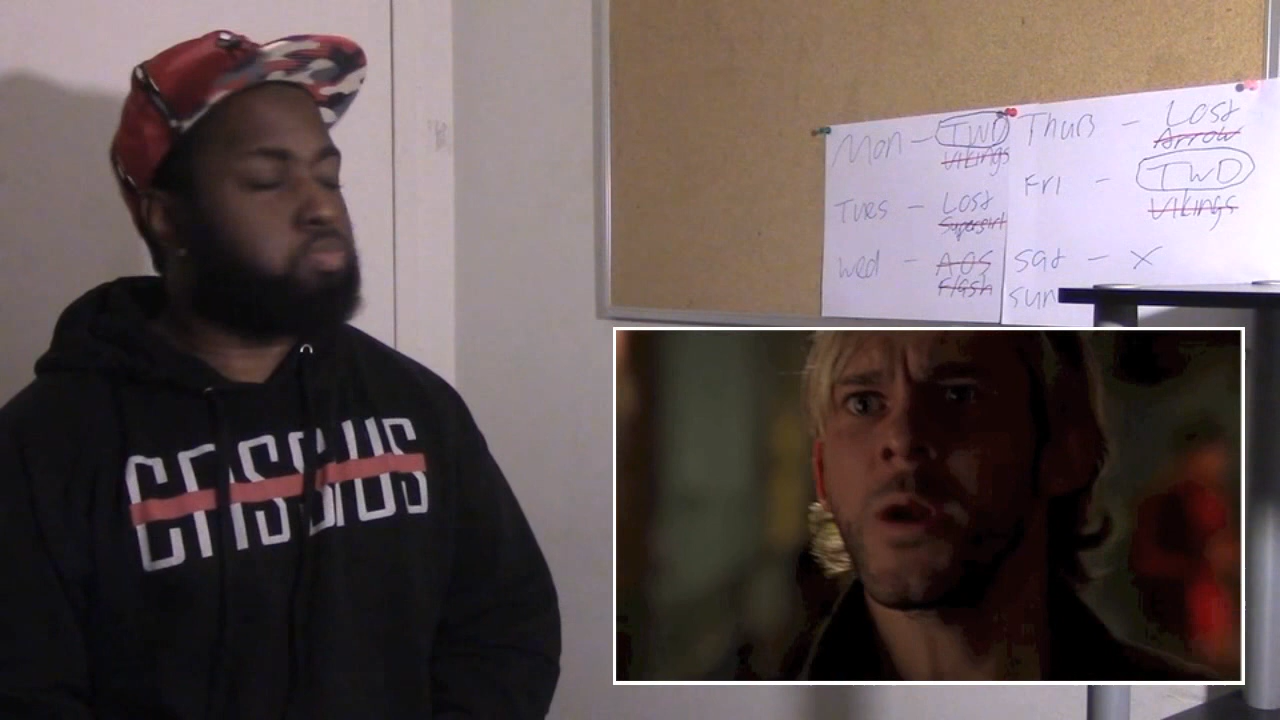 CASSIUS
Mon - TWD
Vikings
Tues - Lost
Supergirl
Wed - AOS
Flash
Thurs - Lost
Arrow
Fri - TWD
Vikings
Sat - X
Sun